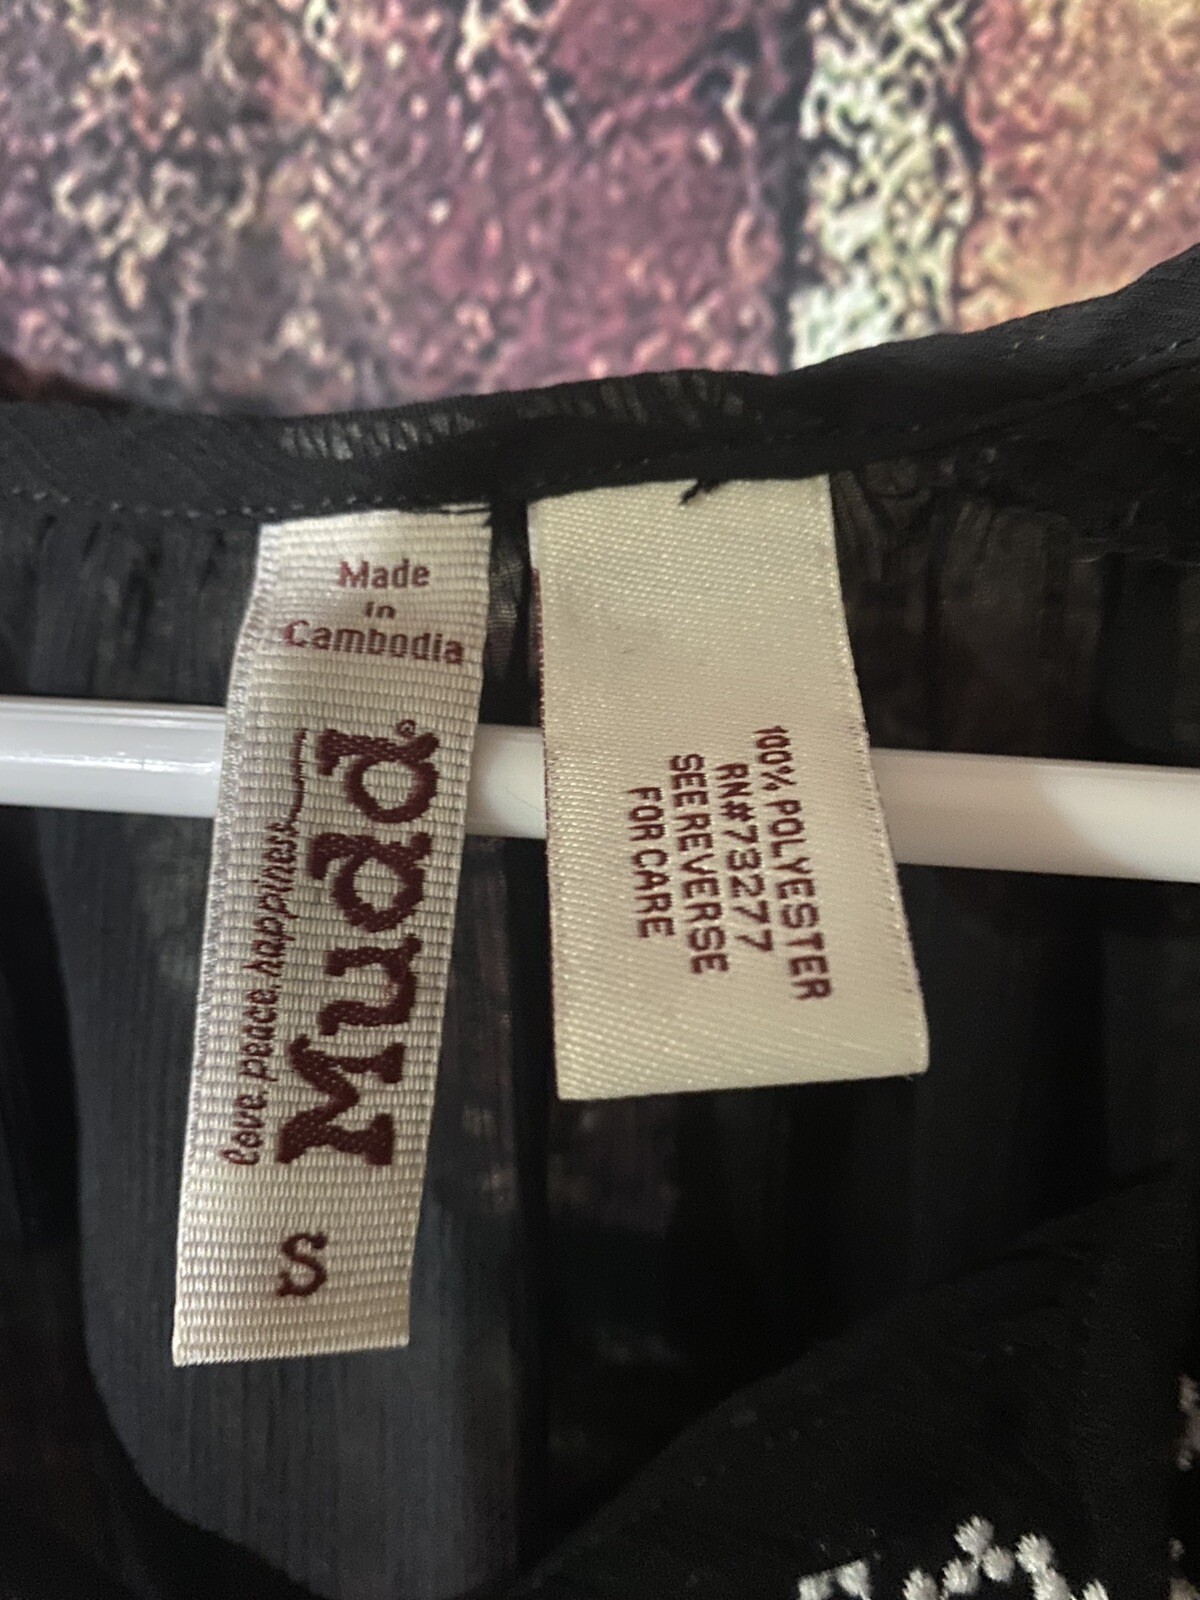 Made
in
Cambodia
Mudd®
love. peace. happiness
S
100% POLYESTER
RN#73277
SEE REVERSE
FOR CARE